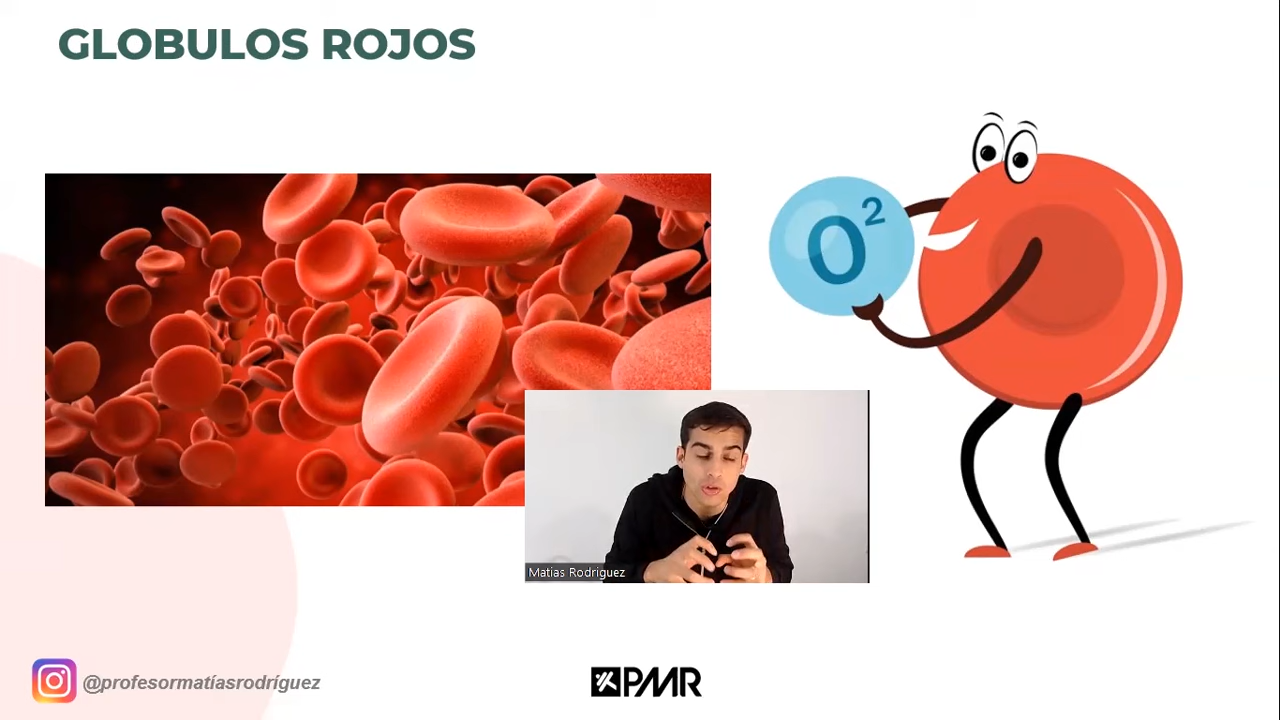 GLOBULOS ROJOS
O²
Matias Rodriguez
@profesormatíasrodríguez
PMR